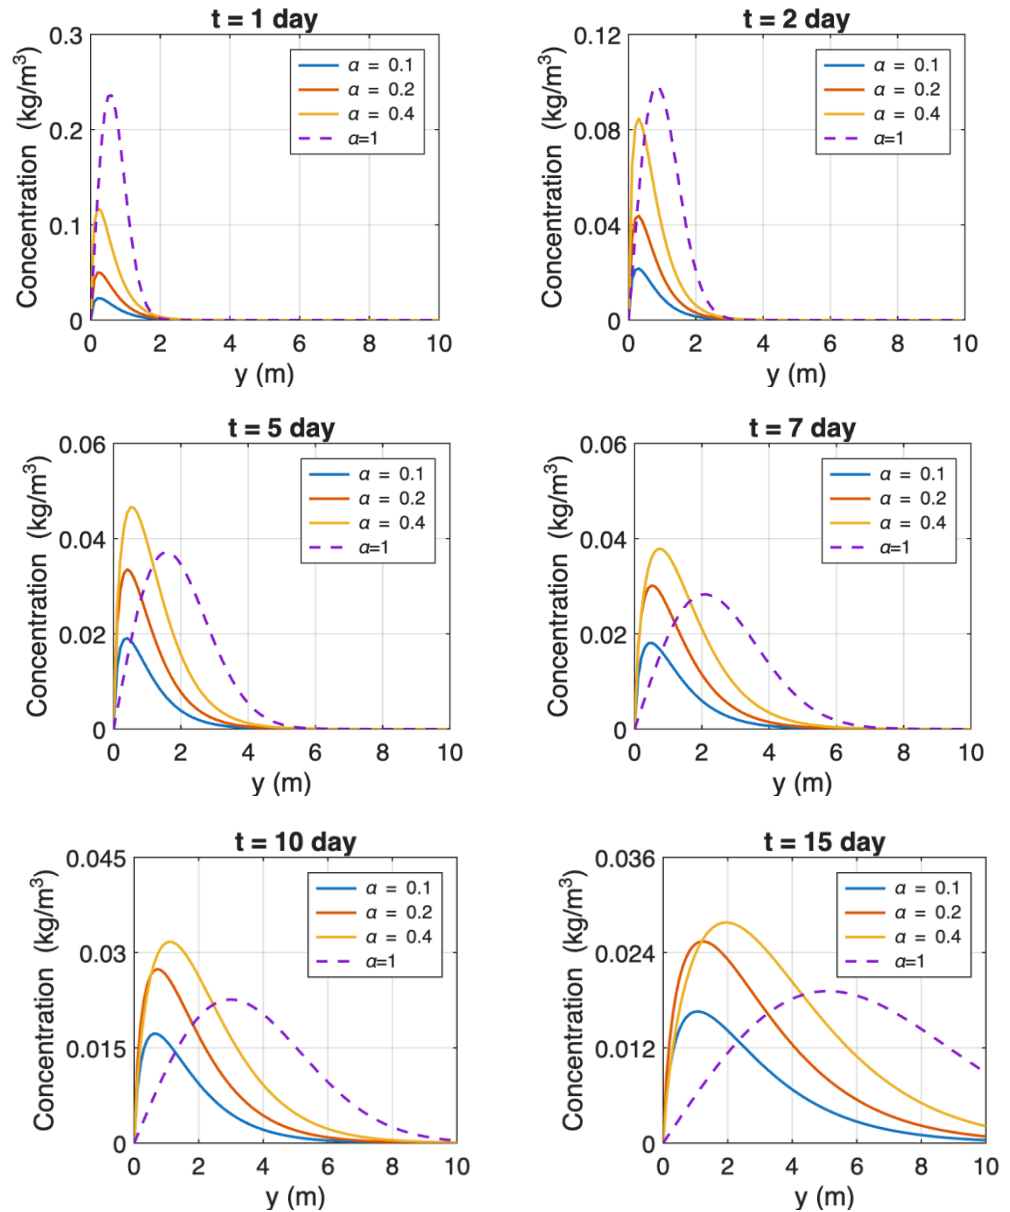 t = 1 day
0.3
0.2
0.1
0
Concentration (kg/m³)
α = 0.1
α = 0.2
α = 0.4
α=1
0 2 4 6 8 10
y (m)
t = 2 day
0.12
0.08
0.04
0
Concentration (kg/m³)
α = 0.1
α = 0.2
α = 0.4
α=1
0 2 4 6 8 10
y (m)
t = 5 day
0.06
0.04
0.02
0
Concentration (kg/m³)
α = 0.1
α = 0.2
α = 0.4
α=1
0 2 4 6 8 10
y (m)
t = 7 day
0.06
0.04
0.02
0
Concentration (kg/m³)
α = 0.1
α = 0.2
α = 0.4
α=1
0 2 4 6 8 10
y (m)
t = 10 day
0.045
0.03
0.015
0
Concentration (kg/m³)
α = 0.1
α = 0.2
α = 0.4
α=1
0 2 4 6 8 10
y (m)
t = 15 day
0.036
0.024
0.012
0
Concentration (kg/m³)
α = 0.1
α = 0.2
α = 0.4
α=1
0 2 4 6 8 10
y (m)